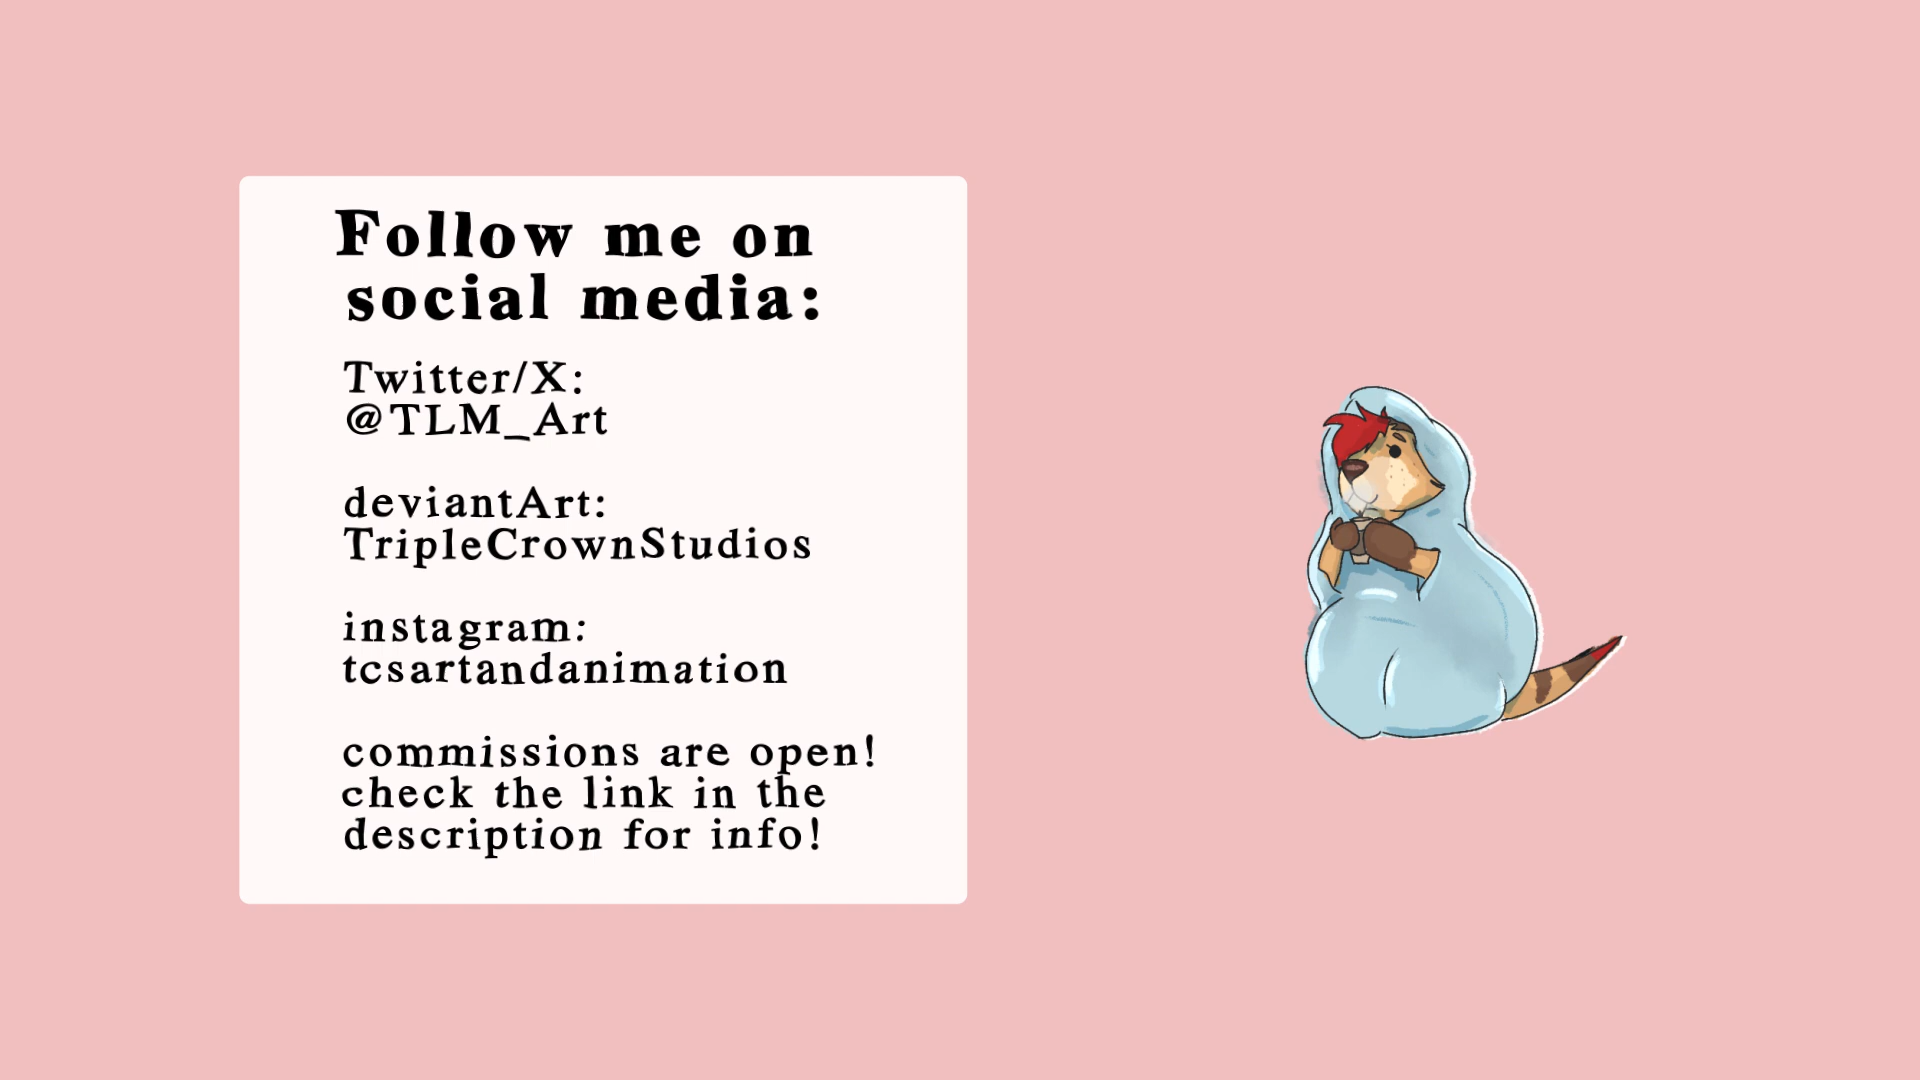 Follow me on
social media:
Twitter/X:
@TLM_Art
deviantArt:
TripleCrownStudios
instagram:
tcsartandanimation
commissions are open!
check the link in the
description for info!